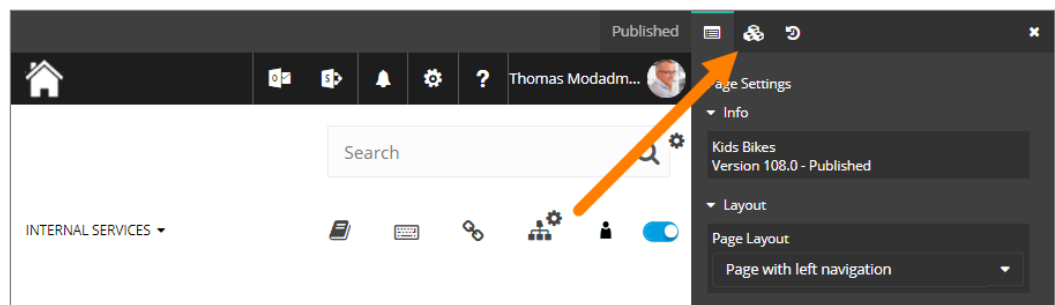 Published
Thomas Modadm...
Page Settings
Info
Kids Bikes
Version 108.0 - Published
Search
Layout
INTERNAL SERVICES
Page Layout
Page with left navigation